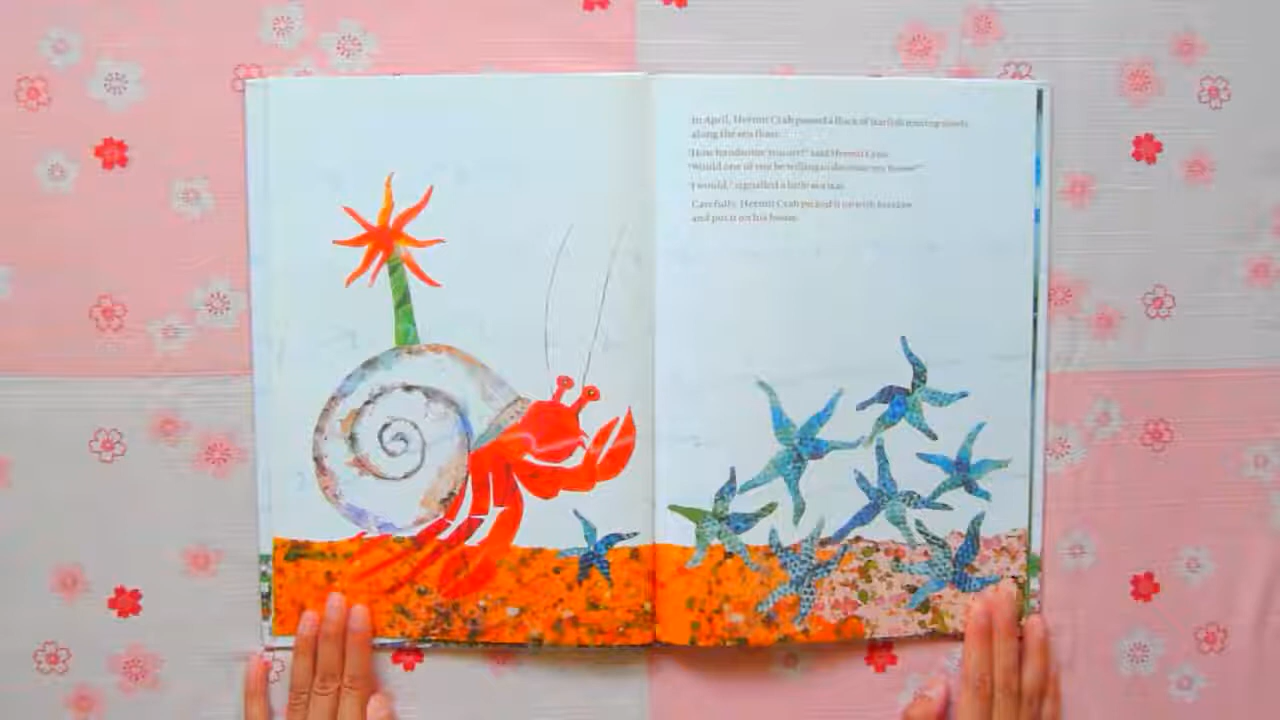 In April, Hermit Crab passed a flock of starfish moving slowly
along the sea floor.
"How handsome you are!" said Hermit Crab.
"Would one of you be willing to decorate my house?"
"I would," signalled a little sea star.
Carefully, Hermit Crab picked it up with his claw
and put it on his house.